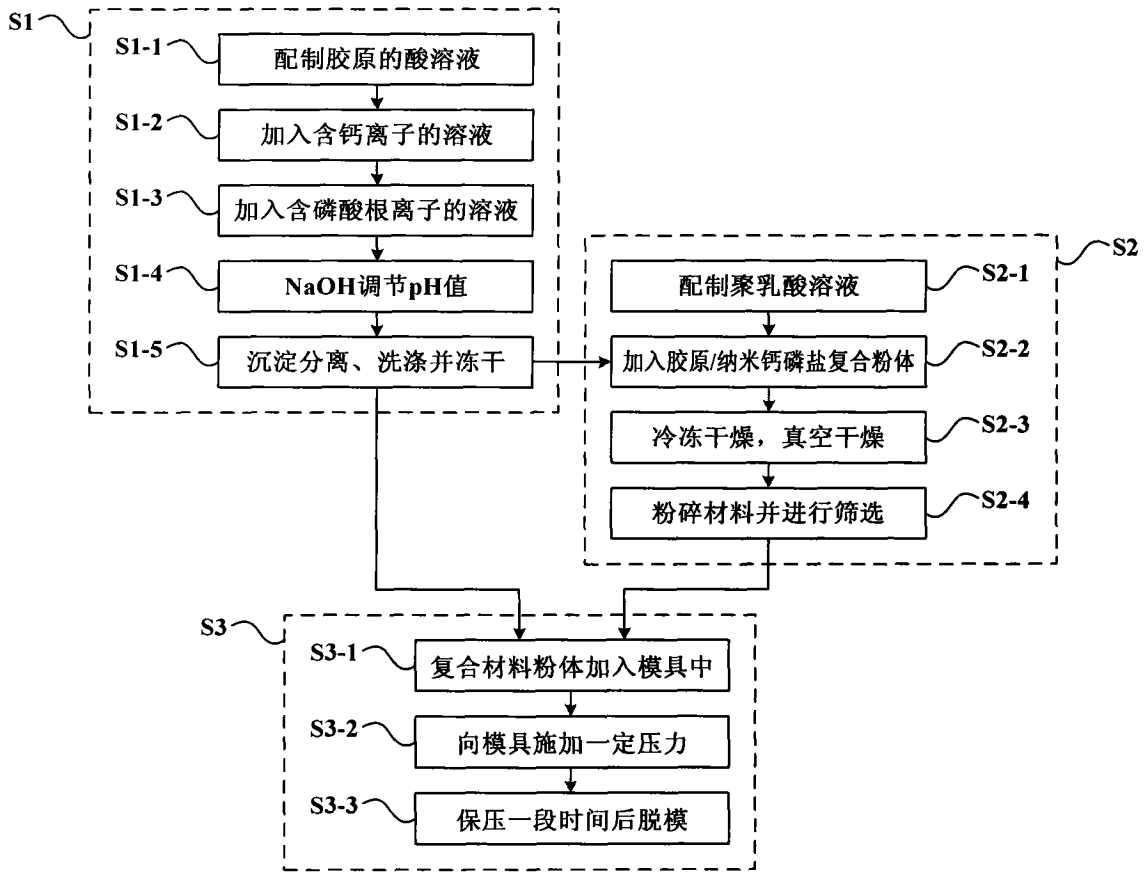 S1
S1-1
配制胶原的酸溶液
S1-2
加入含钙离子的溶液
S1-3
加入含磷酸根离子的溶液
S1-4
NaOH调节pH值
S1-5
沉淀分离、洗涤并冻干
S2
配制聚乳酸溶液
S2-1
加入胶原/纳米钙磷盐复合粉体
S2-2
冷冻干燥，真空干燥
S2-3
粉碎材料并进行筛选
S2-4
S3
S3-1
复合材料粉体加入模具中
S3-2
向模具施加一定压力
S3-3
保压一段时间后脱模